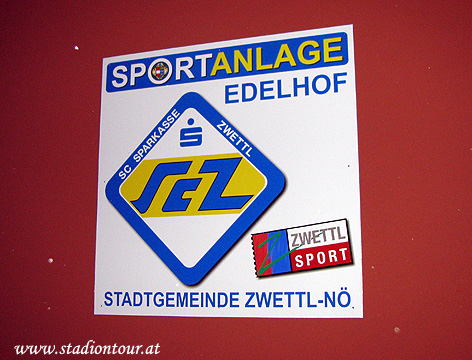 SPORTANLAGE
EDELHOF
SC SPARKASSE ZWETTL
S
SCZ
ZWETTL
SPORT
STADTGEMEINDE ZWETTL-NÖ
www.stadiontour.at